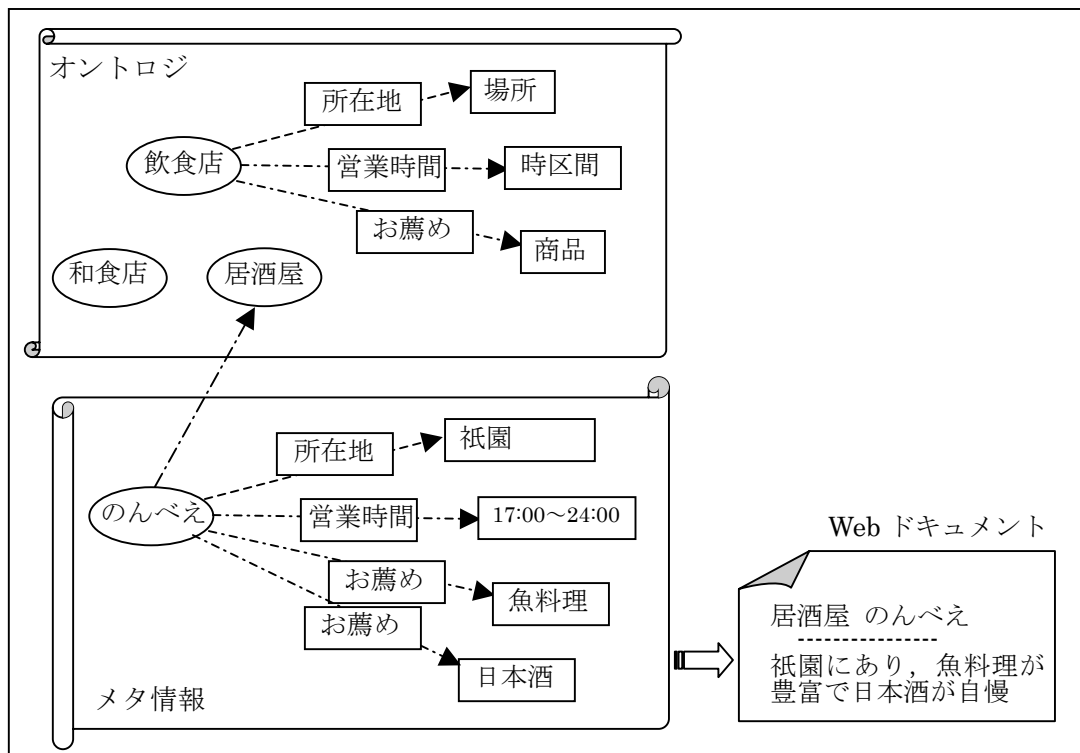 オントロジ
所在地
場所
飲食店
営業時間
時区間
お薦め
商品
和食店
居酒屋
所在地
祇園
のんべえ
営業時間
17:00～24:00
お薦め
魚料理
お薦め
日本酒
メタ情報
Web ドキュメント
居酒屋 のんべえ
祇園にあり，魚料理が
豊富で日本酒が自慢